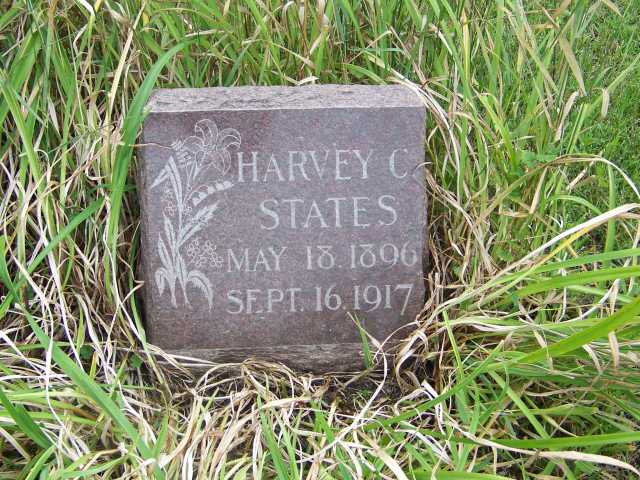 HARVEY C.
STATES
MAY 18. 1896
SEPT. 16. 1917